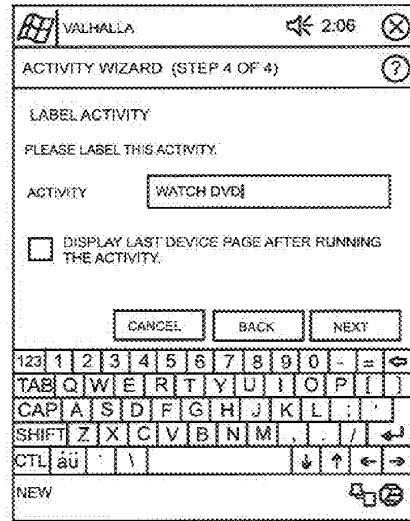 VALHALLA 2:06
ACTIVITY WIZARD (STEP 4 OF 4) ?
LABEL ACTIVITY
PLEASE LABEL THIS ACTIVITY.
ACTIVITY WATCH DVD
DISPLAY LAST DEVICE PAGE AFTER RUNNING
THE ACTIVITY.
CANCEL BACK NEXT
123 1 2 3 4 5 6 7 8 9 0 - =
TAB Q W E R T Y U I O P [ ]
CAP A S D F G H J K L ; '
SHIFT Z X C V B N M , . /
CTL áü ` \
NEW